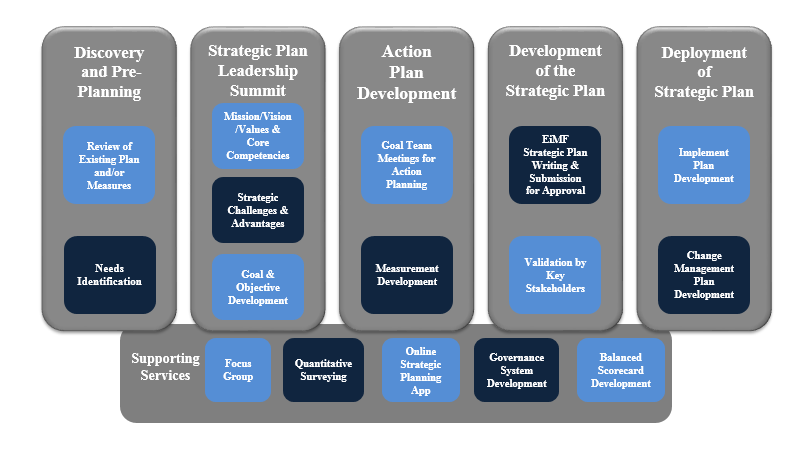 Discovery
and Pre-
Planning
Review of
Existing Plan
and/or
Measures
Needs
Identification
Strategic Plan
Leadership
Summit
Mission/Vision
/Values &
Core
Competencies
Strategic
Challenges &
Advantages
Goal &
Objective
Development
Action
Plan
Development
Goal Team
Meetings for
Action
Planning
Measurement
Development
Development
of the
Strategic Plan
EiMF
Strategic Plan
Writing &
Submission
for Approval
Validation by
Key
Stakeholders
Deployment
of
Strategic Plan
Implement
Plan
Development
Change
Management
Plan
Development
Supporting
Services
Focus
Group
Quantitative
Surveying
Online
Strategic
Planning
App
Governance
System
Development
Balanced
Scorecard
Development